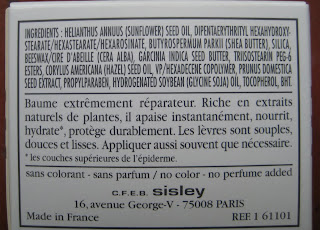 INGREDIENTS : HELIANTHUS ANNUUS (SUNFLOWER) SEED OIL, DIPENTAERYTHRITYL HEXAHYDROXY-
STEARATE/HEXASTEARATE/HEXAROSINATE, BUTYROSPERMUM PARKII (SHEA BUTTER), SILICA,
BEESWAX/CIRE D'ABEILLE (CERA ALBA), GARCINIA INDICA SEED BUTTER, TRIISOSTEARIN PEG-6
ESTERS, CORYLUS AMERICANA (HAZEL) SEED OIL, VP/HEXADECENE COPOLYMER, PRUNUS DOMESTICA
SEED EXTRACT, PROPYLPARABEN, HYDROGENATED SOYBEAN (GLYCINE SOJA) OIL, TOCOPHEROL, BHT.
Baume extrêmement réparateur. Riche en extraits
naturels de plantes, il apaise instantanément, nourrit,
hydrate*, protège durablement. Les lèvres sont souples,
douces et lisses. Appliquer aussi souvent que nécessaire.
* les couches supérieures de l'épiderme.
sans colorant - sans parfum / no color - no perfume added
C.F.E.B. sisley
16, avenue George-V - 75008 PARIS
Made in France REF 161101